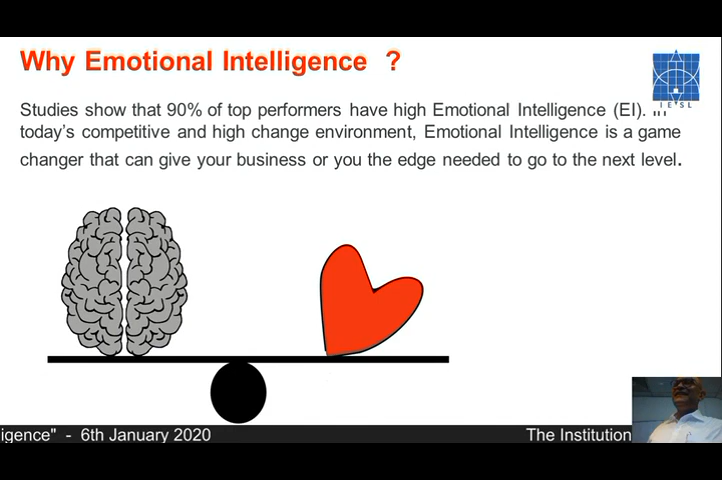 Why Emotional Intelligence ?
IESL
Studies show that 90% of top performers have high Emotional Intelligence (EI). In
today's competitive and high change environment, Emotional Intelligence is a game
changer that can give your business or you the edge needed to go to the next level.
igence" - 6th January 2020
The Institution